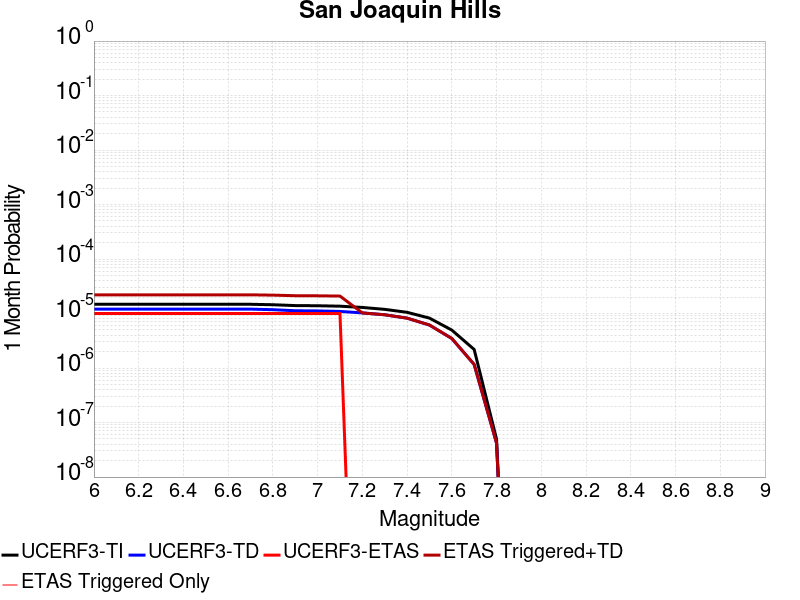 San Joaquin Hills
1 Month Probability
10^0
10^-1
10^-2
10^-3
10^-4
10^-5
10^-6
10^-7
10^-8
6 6.2 6.4 6.6 6.8 7 7.2 7.4 7.6 7.8 8 8.2 8.4 8.6 8.8 9
Magnitude
UCERF3-TI UCERF3-TD UCERF3-ETAS ETAS Triggered+TD
ETAS Triggered Only